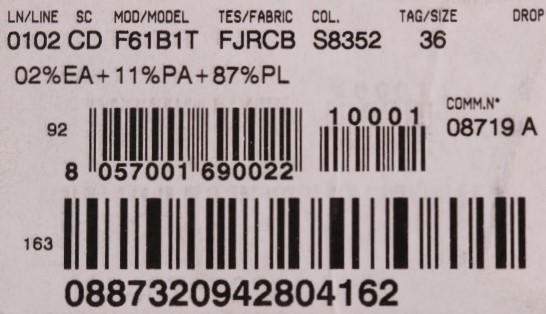 LN/LINE SC MOD/MODEL TES/FABRIC COL. TAG/SIZE DROP
0102 CD F61B1T FJRCB S8352 36
02%EA+11%PA+87%PL
COMM.N°
08719 A
10001
92
8 057001 690022
163
0887320942804162